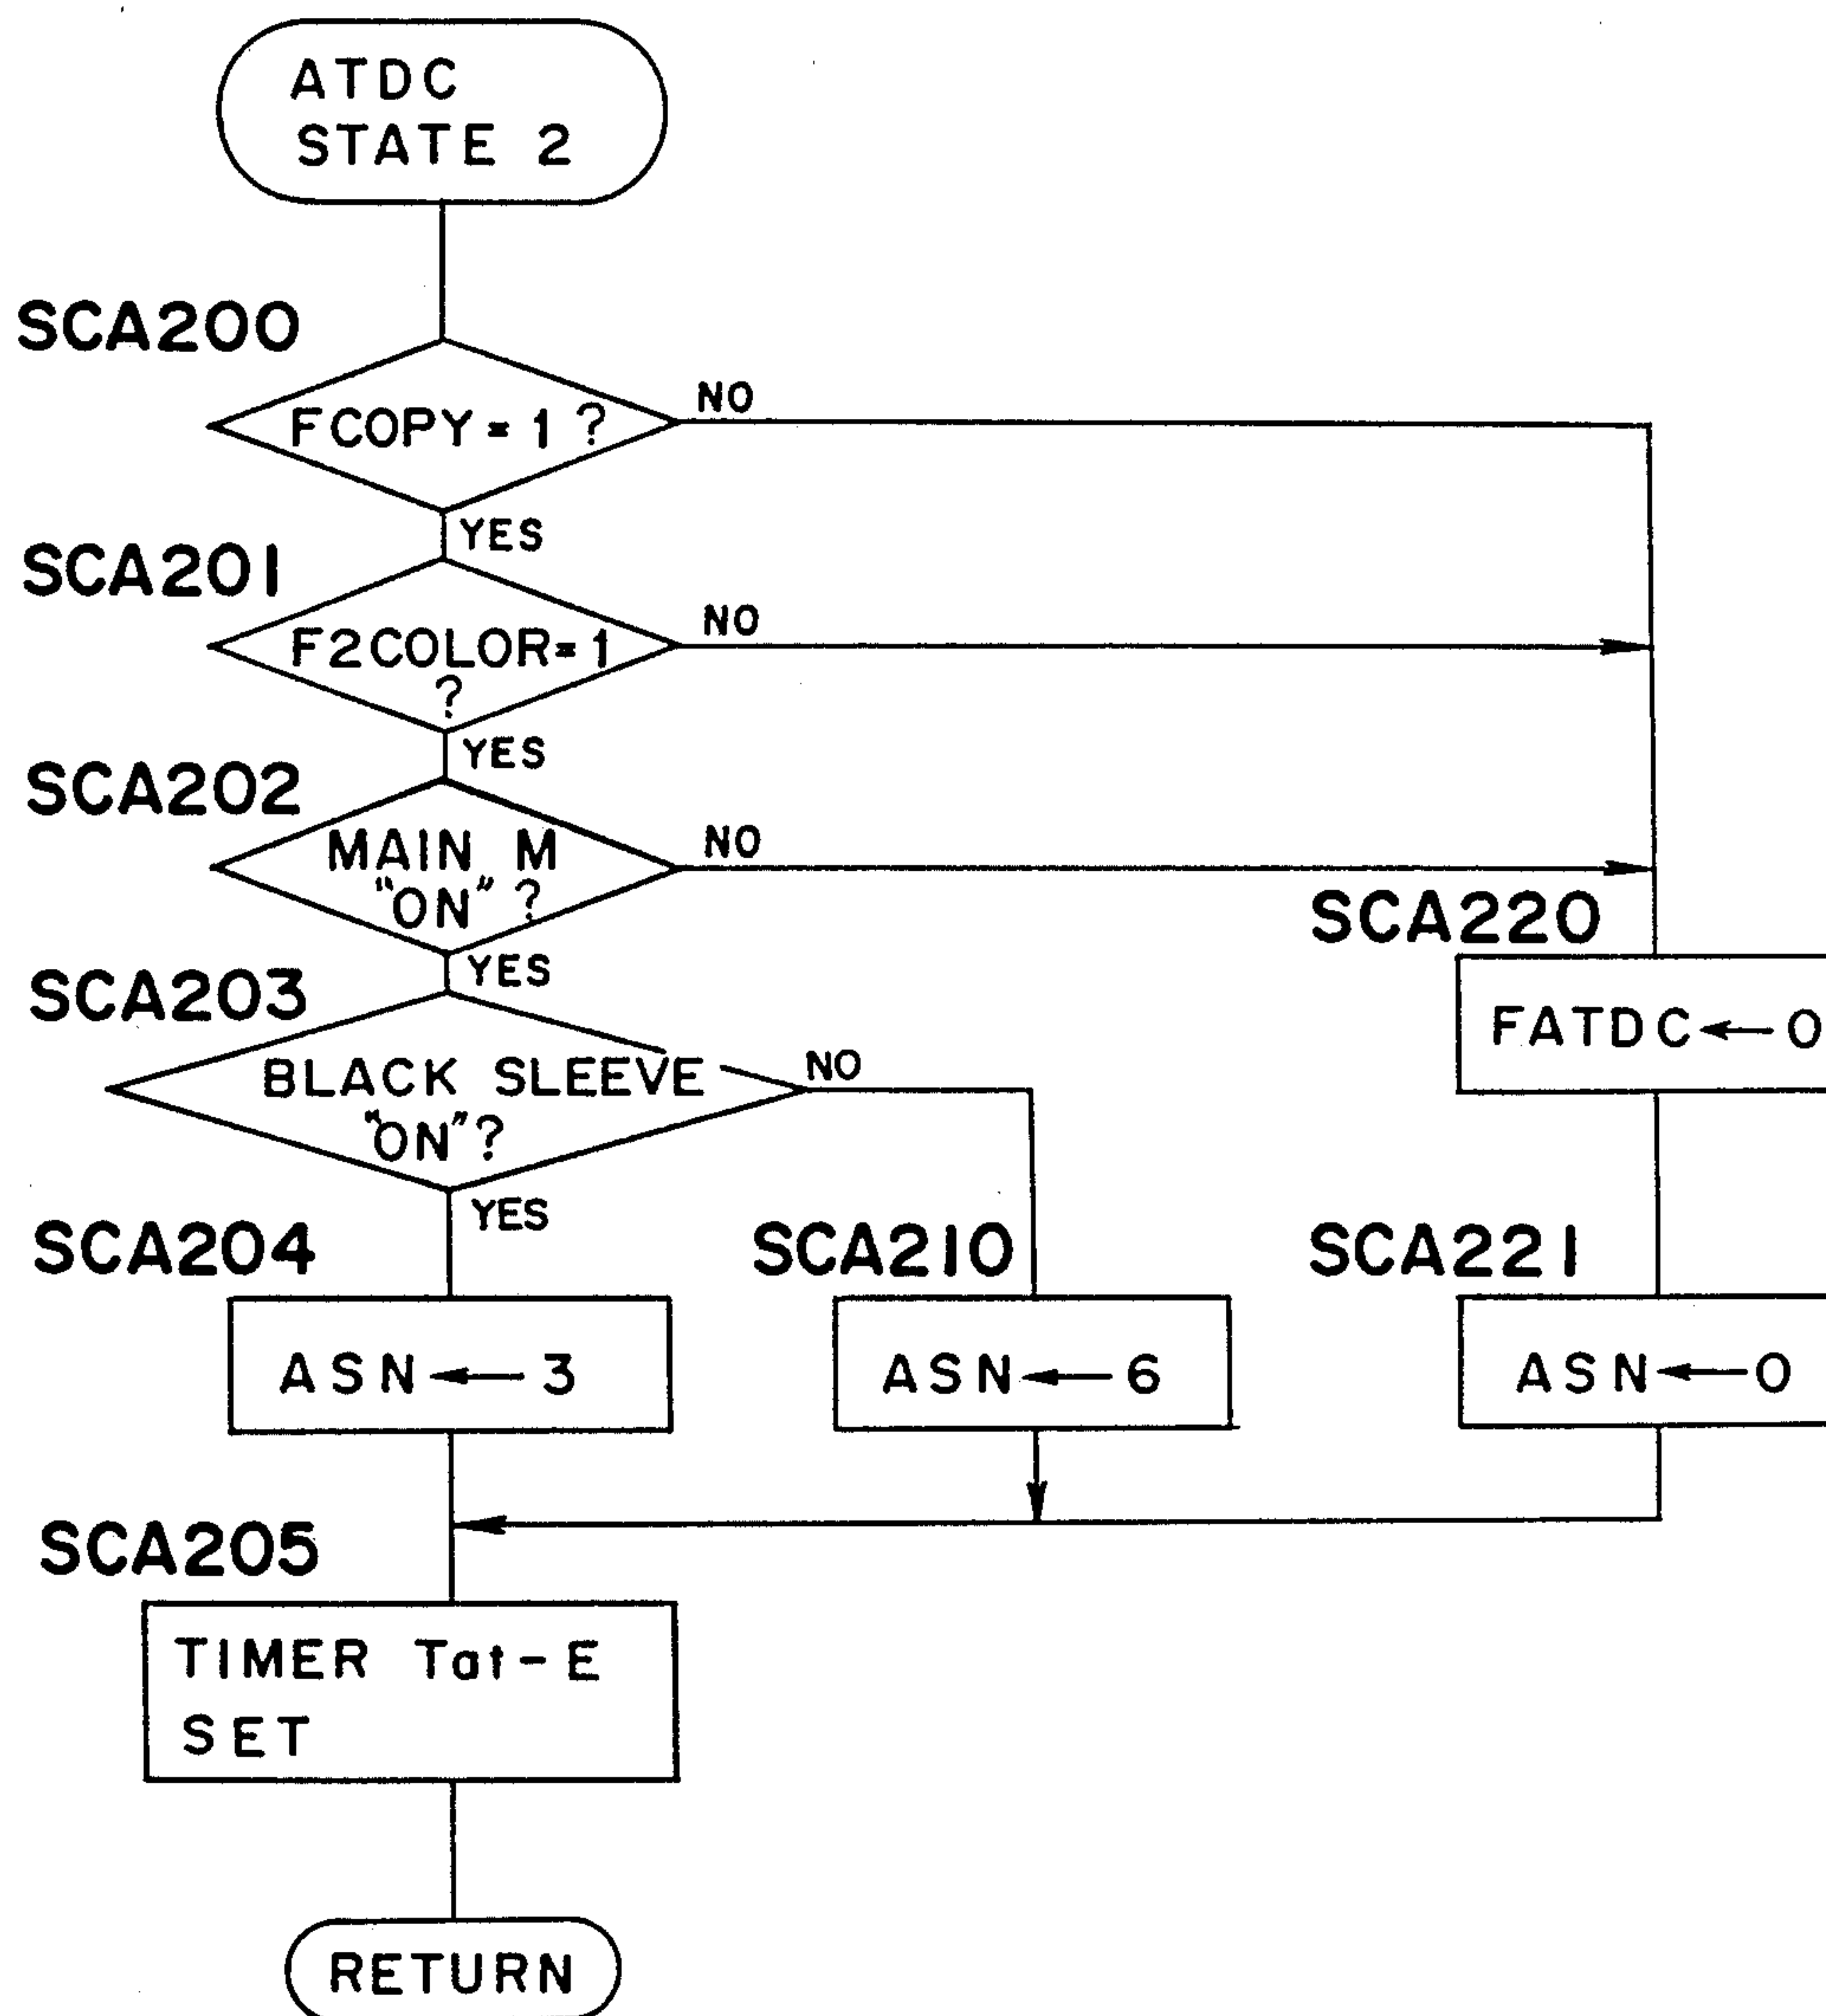 ATDC
STATE 2
SCA200
FCOPY = 1 ?
NO
YES
SCA201
F2COLOR = 1
?
NO
YES
SCA202
MAIN M
"ON" ?
NO
YES
SCA203
BLACK SLEEVE
"ON" ?
NO
YES
SCA204
ASN ← 3
SCA210
ASN ← 6
SCA220
FATDC ← 0
SCA221
ASN ← 0
SCA205
TIMER Tat-E
SET
RETURN